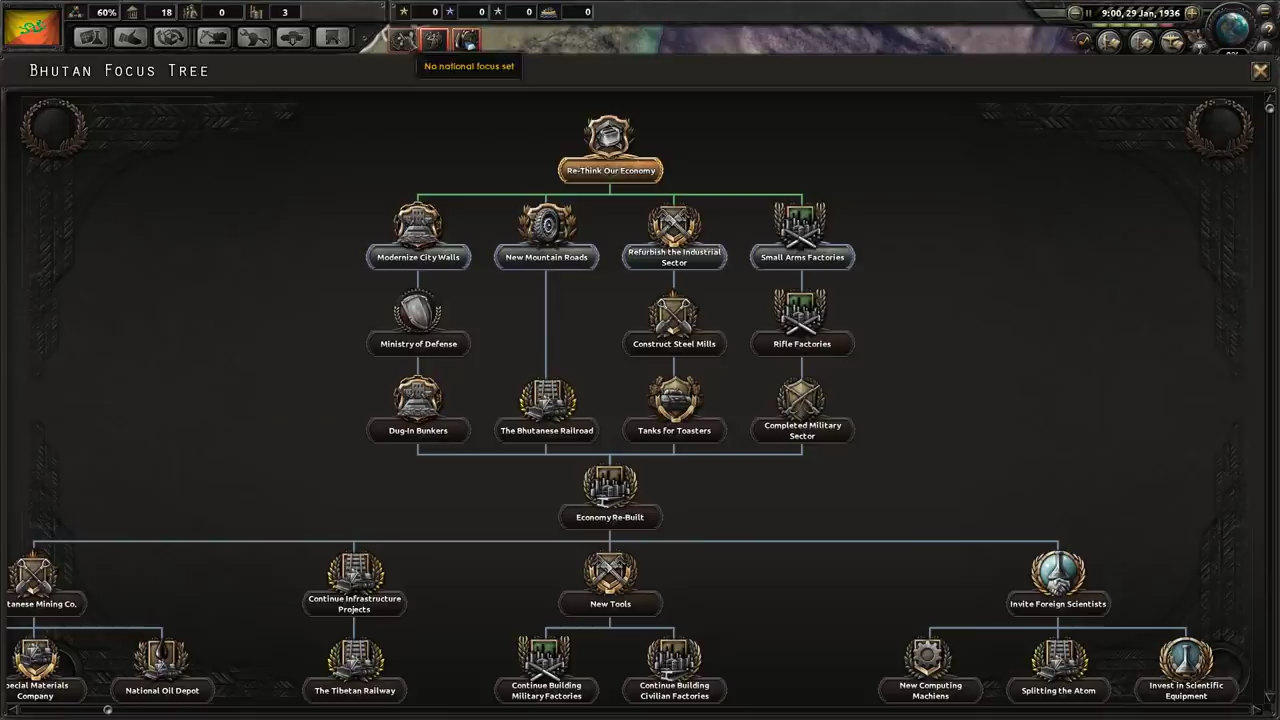 60% 18 0 3 0 0 0 0 9:00, 29 Jan, 1936
No national focus set
Bhutan Focus Tree
Re-Think Our Economy
Modernize City Walls
New Mountain Roads
Refurbish the Industrial
Sector
Small Arms Factories
Ministry of Defense
Construct Steel Mills
Rifle Factories
Dug-In Bunkers
The Bhutanese Railroad
Tanks for Toasters
Completed Military
Sector
Economy Re-Built
tanese Mining Co.
Continue Infrastructure
Projects
New Tools
Invite Foreign Scientists
pecial Materials
Company
National Oil Depot
The Tibetan Railway
Continue Building
Military Factories
Continue Building
Civilian Factories
New Computing
Machiens
Splitting the Atom
Invest in Scientific
Equipment